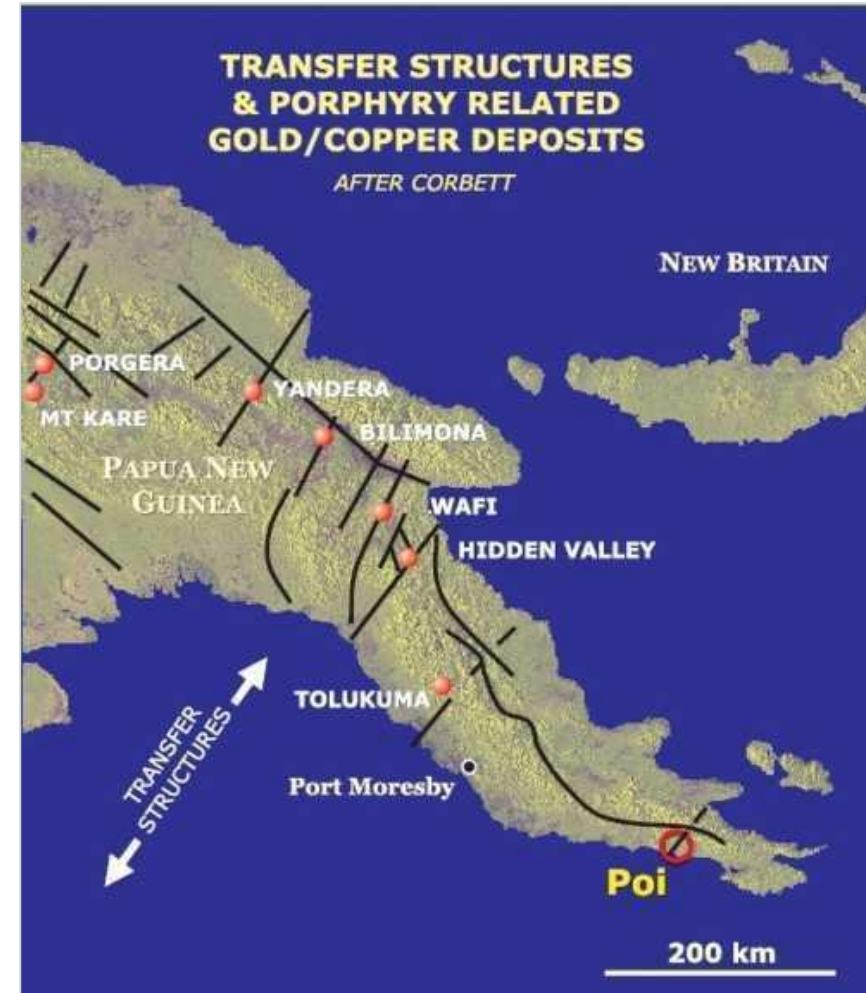 TRANSFER STRUCTURES
& PORPHYRY RELATED
GOLD/COPPER DEPOSITS
AFTER CORBETT
NEW BRITAIN
PORGERA
YANDERA
MT KARE
BILIMONA
PAPUA NEW
GUINEA
WAFI
HIDDEN VALLEY
TOLUKUMA
TRANSFER
STRUCTURES
Port Moresby
Poi
200 km